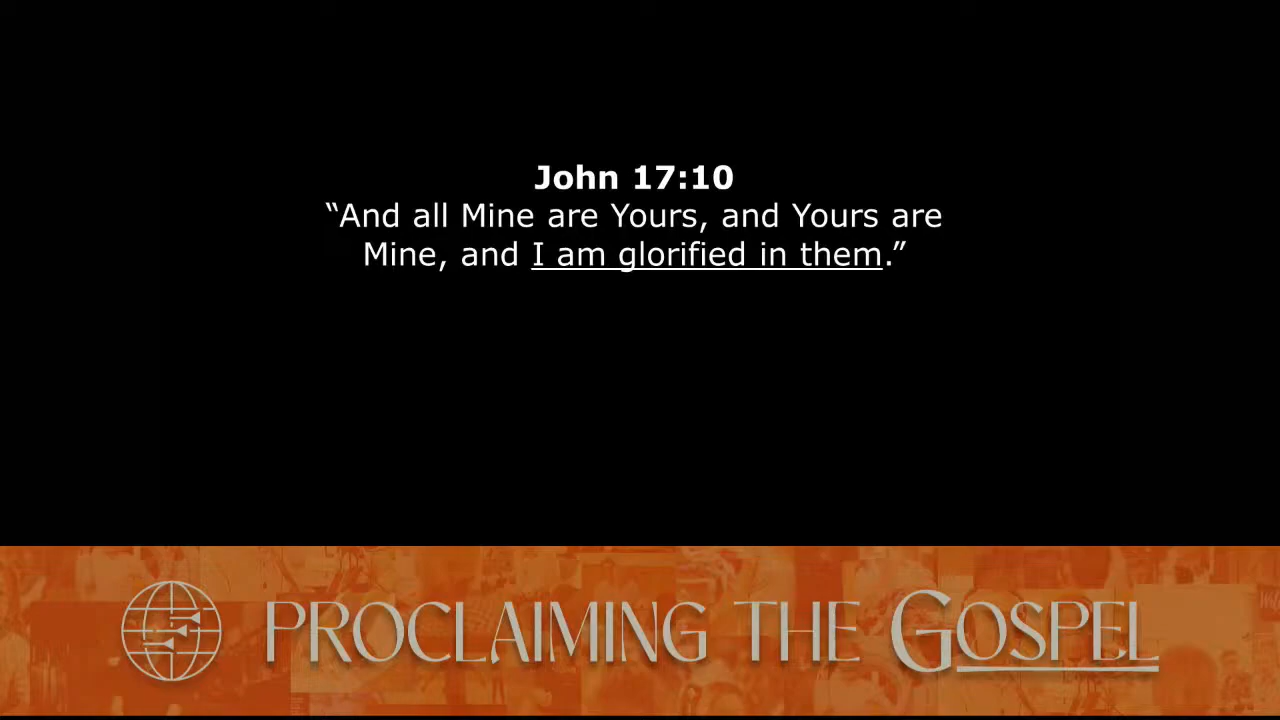 John 17:10
“And all Mine are Yours, and Yours are
Mine, and I am glorified in them.”
PROCLAIMING THE GOSPEL